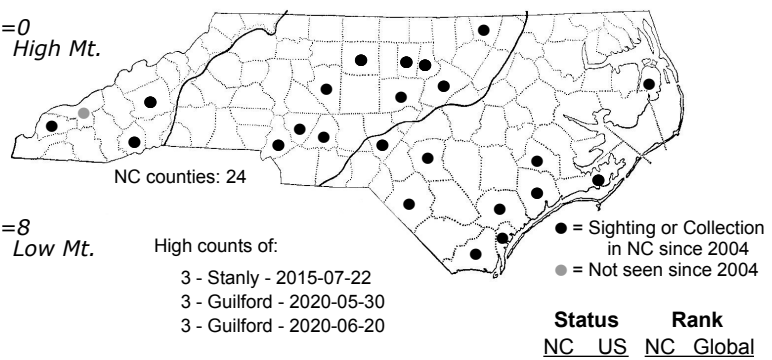 =0
High Mt.
NC counties: 24
=8
Low Mt.
High counts of:
3 - Stanly - 2015-07-22
3 - Guilford - 2020-05-30
3 - Guilford - 2020-06-20
= Sighting or Collection
in NC since 2004
= Not seen since 2004
Status Rank
NC US NC Global